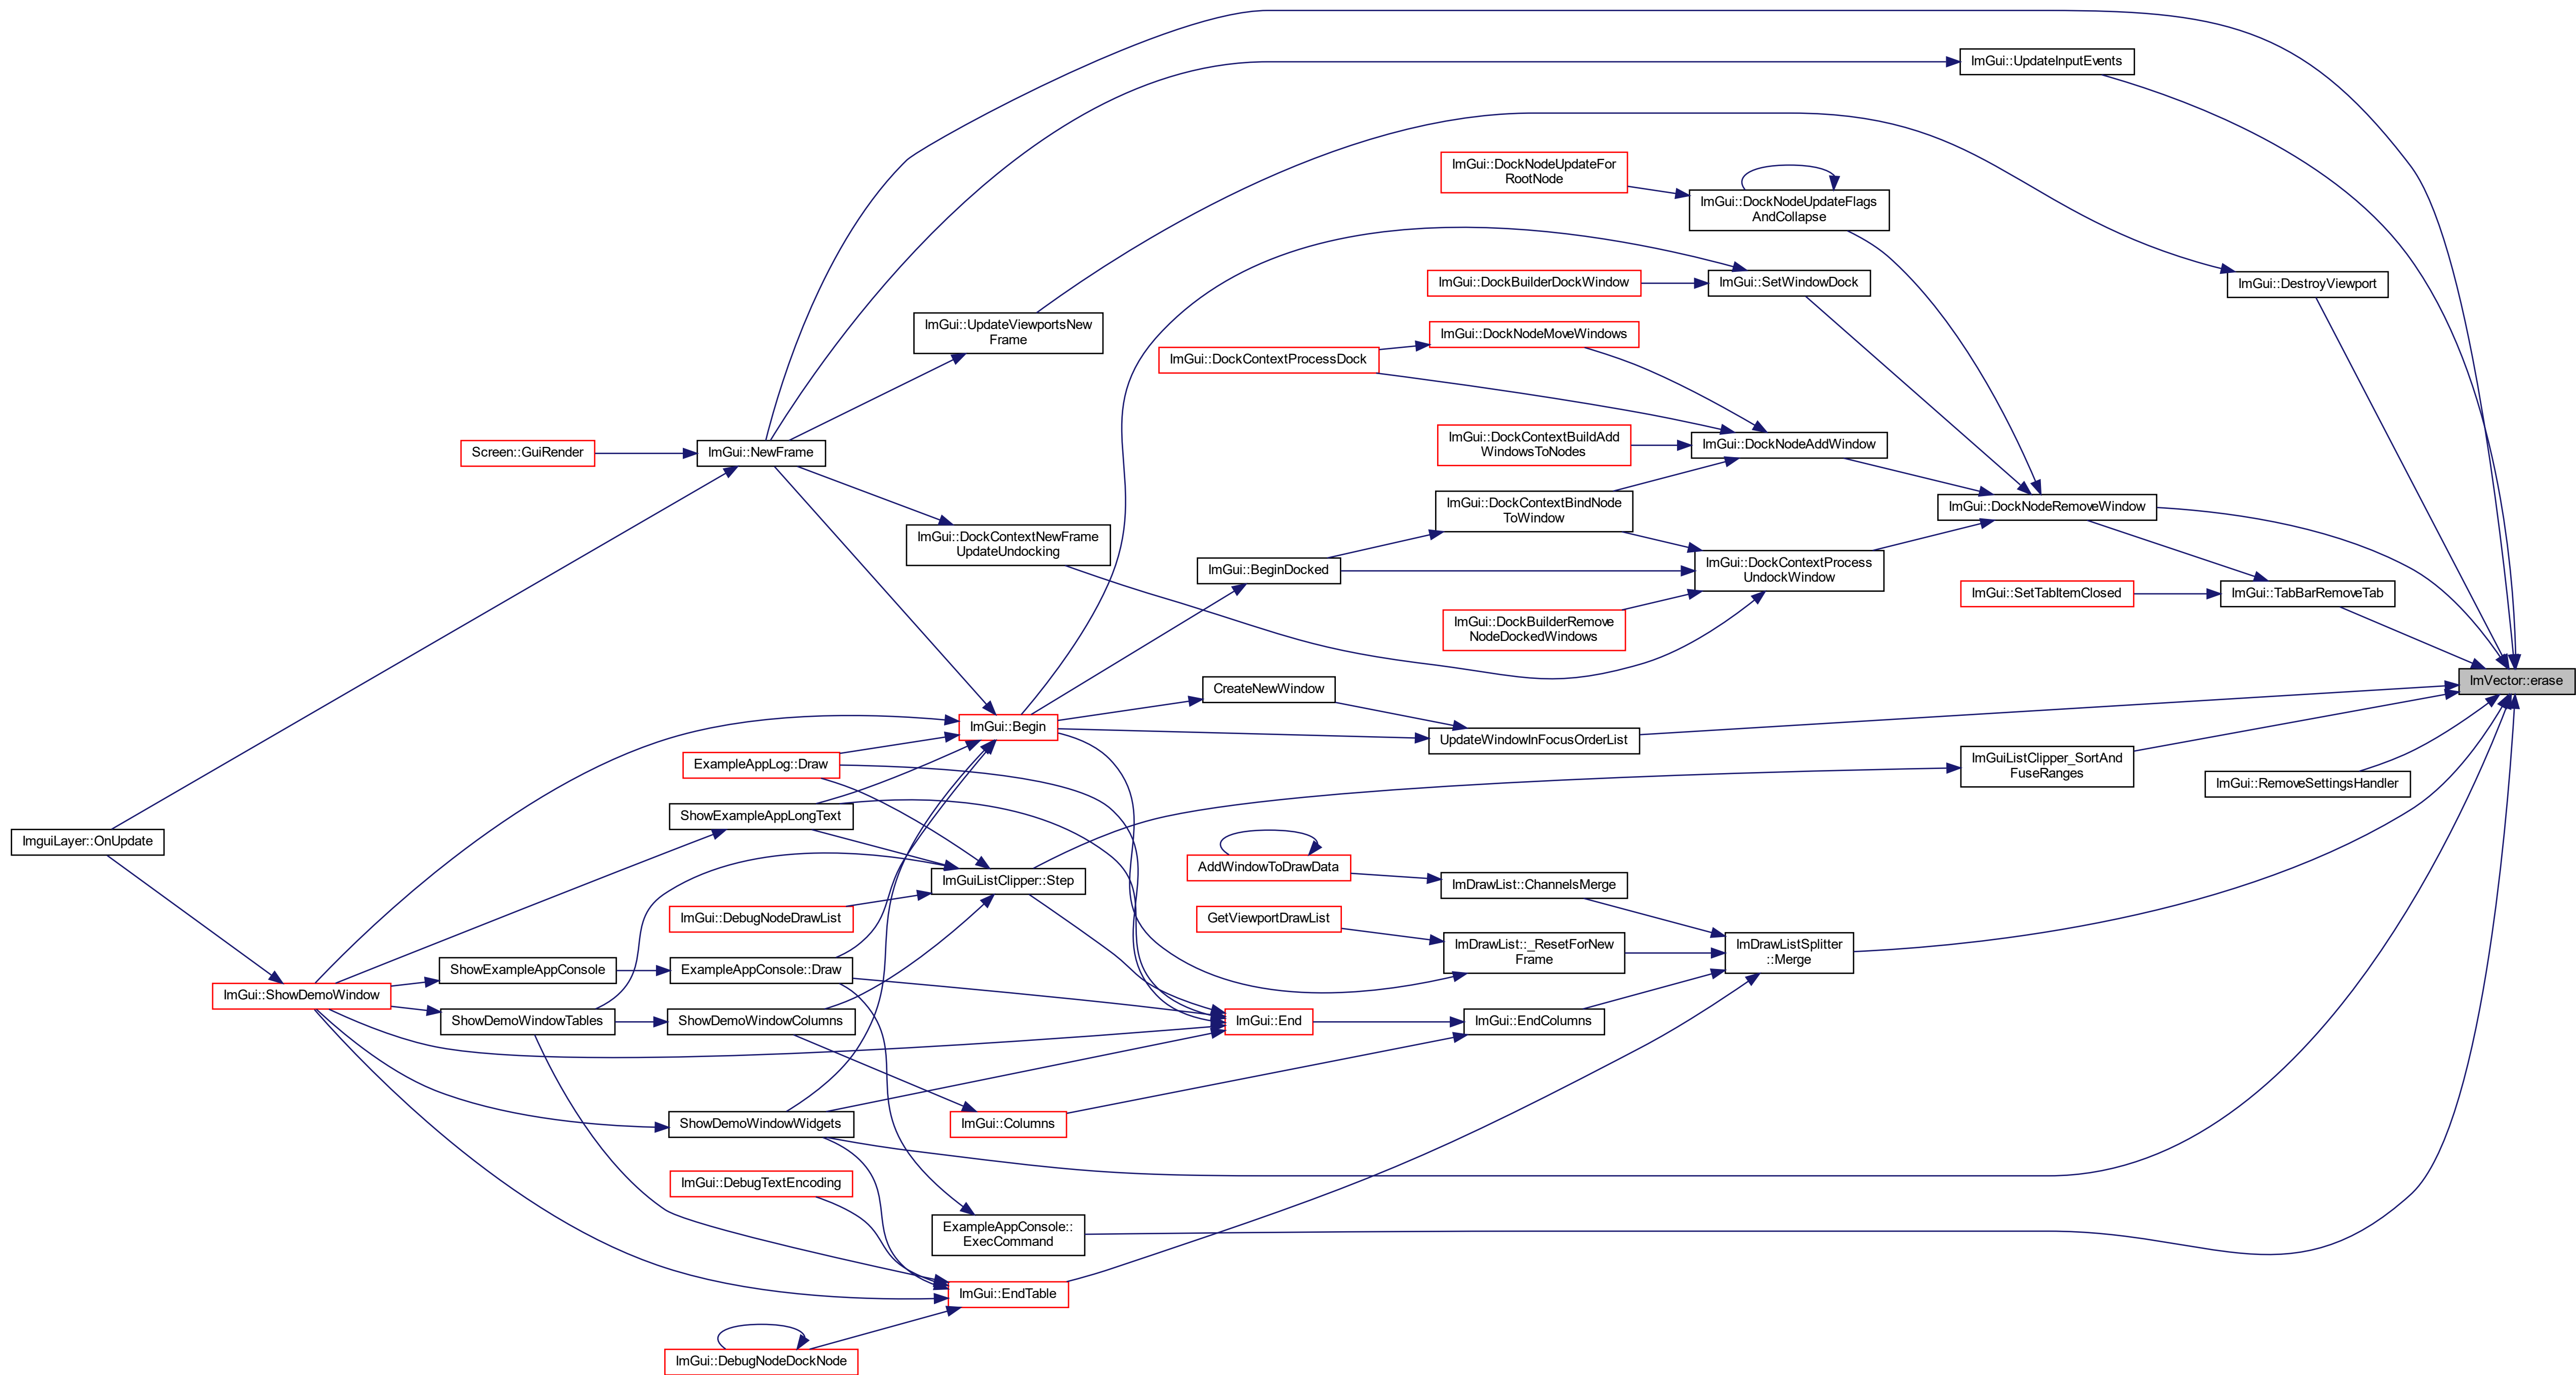 ImGui::UpdateInputEvents
ImGui::DockNodeUpdateFor
RootNode
ImGui::DockNodeUpdateFlags
AndCollapse
ImGui::DockBuilderDockWindow
ImGui::SetWindowDock
ImGui::DestroyViewport
ImGui::UpdateViewportsNew
Frame
ImGui::DockNodeMoveWindows
ImGui::DockContextProcessDock
Screen::GuiRender
ImGui::NewFrame
ImGui::DockContextBuildAdd
WindowsToNodes
ImGui::DockNodeAddWindow
ImGui::DockContextBindNode
ToWindow
ImGui::DockNodeRemoveWindow
ImGui::DockContextNewFrame
UpdateUndocking
ImGui::BeginDocked
ImGui::DockContextProcess
UndockWindow
ImGui::SetTabItemClosed
ImGui::TabBarRemoveTab
ImGui::DockBuilderRemove
NodeDockedWindows
CreateNewWindow
ImVector::erase
ImGui::Begin
UpdateWindowInFocusOrderList
ExampleAppLog::Draw
ImGuiListClipper_SortAnd
FuseRanges
ImGui::RemoveSettingsHandler
ShowExampleAppLongText
ImguiLayer::OnUpdate
AddWindowToDrawData
ImGuiListClipper::Step
ImDrawList::ChannelsMerge
ImGui::DebugNodeDrawList
GetViewportDrawList
ImDrawList::_ResetForNew
Frame
ImDrawListSplitter
::Merge
ShowExampleAppConsole
ExampleAppConsole::Draw
ImGui::ShowDemoWindow
ShowDemoWindowTables
ShowDemoWindowColumns
ImGui::End
ImGui::EndColumns
ShowDemoWindowWidgets
ImGui::Columns
ImGui::DebugTextEncoding
ExampleAppConsole::
ExecCommand
ImGui::EndTable
ImGui::DebugNodeDockNode